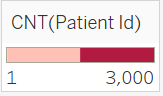 CNT(Patient Id)
1 3,000